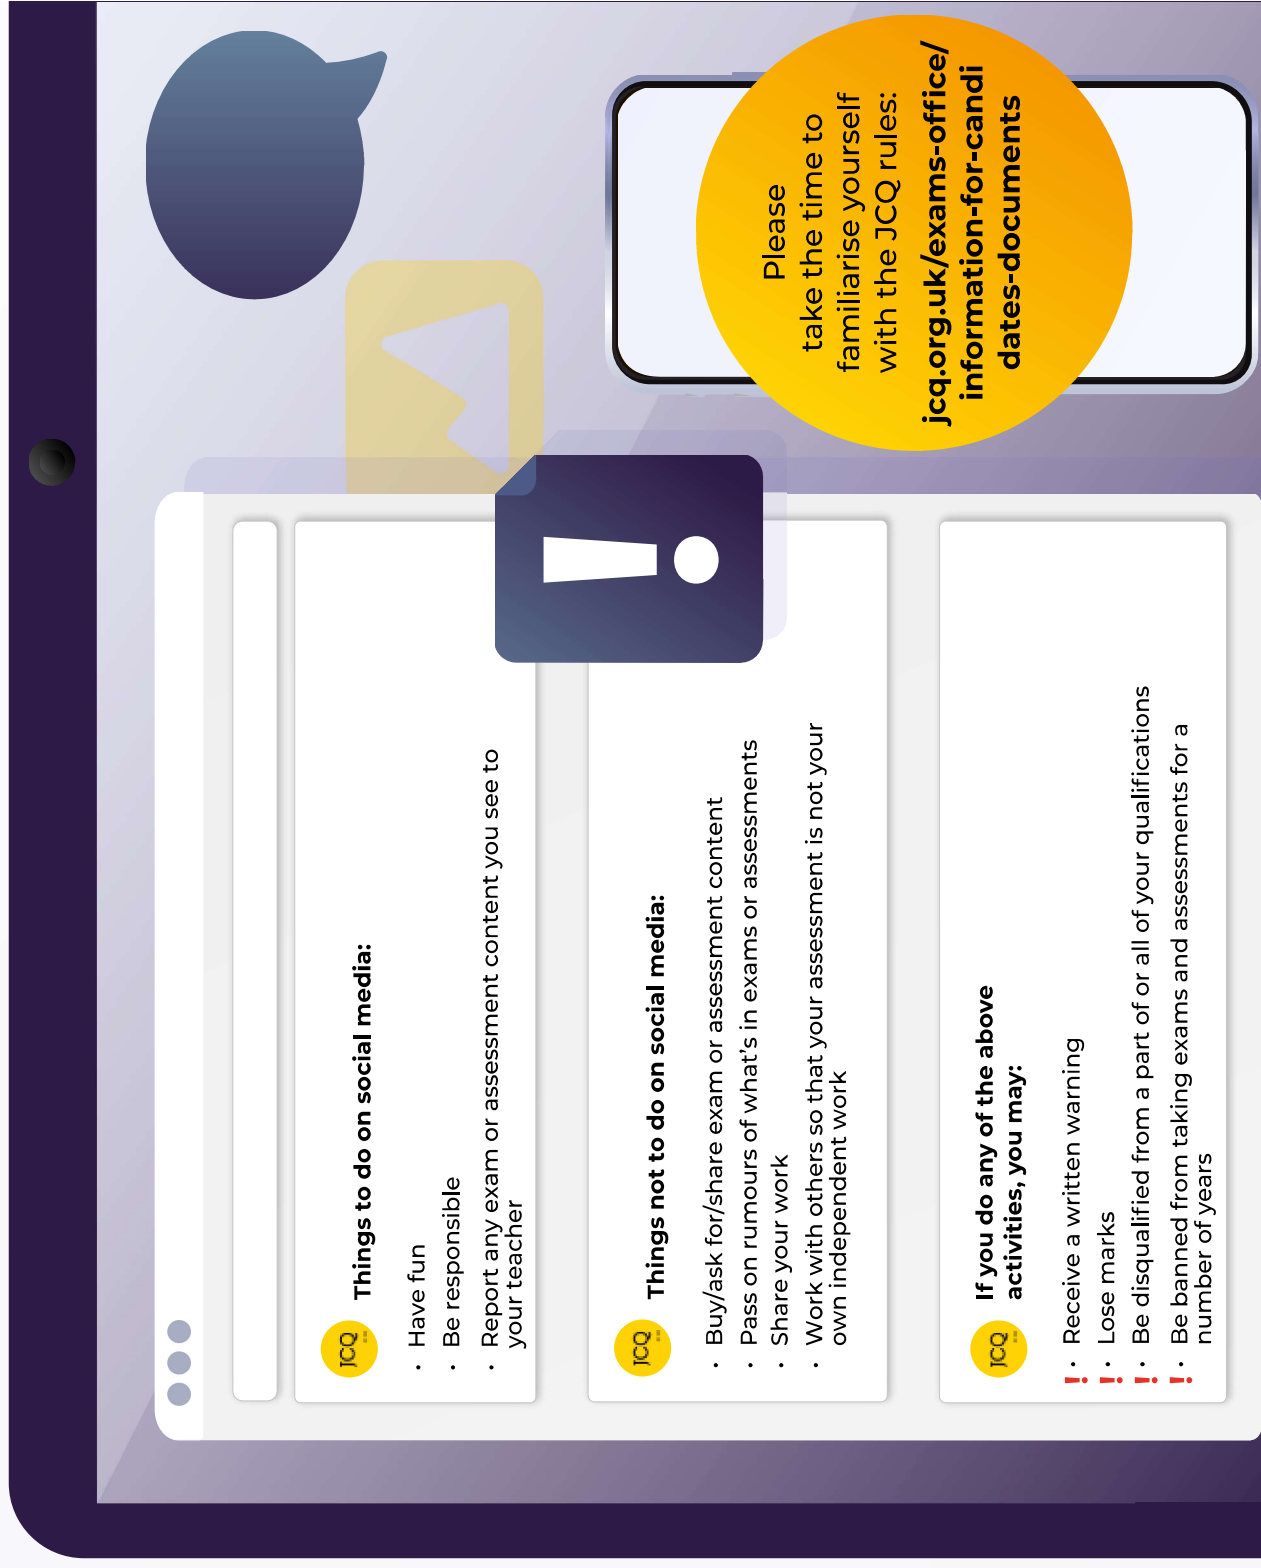 JCQ
Things to do on social media:
· Have fun
· Be responsible
· Report any exam or assessment content you see to
your teacher
JCQ
Things not to do on social media:
· Buy/ask for/share exam or assessment content
· Pass on rumours of what's in exams or assessments
· Share your work
· Work with others so that your assessment is not your
own independent work
JCQ
If you do any of the above
activities, you may:
! · Receive a written warning
! · Lose marks
! · Be disqualified from a part of or all of your qualifications
! · Be banned from taking exams and assessments for a
number of years
!
Please
take the time to
familiarise yourself
with the JCQ rules:
jcq.org.uk/exams-office/
information-for-candi
dates-documents